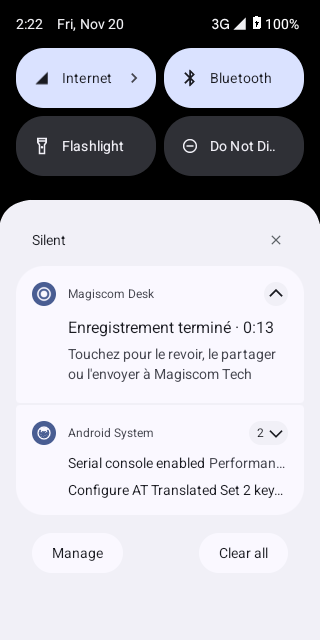 2:22 Fri, Nov 20 3G 100%
Internet Bluetooth
Flashlight Do Not Di..
Silent
Magiscom Desk
Enregistrement terminé · 0:13
Touchez pour le revoir, le partager
ou l'envoyer à Magiscom Tech
Android System 2
Serial console enabled Performan...
Configure AT Translated Set 2 key...
Manage Clear all